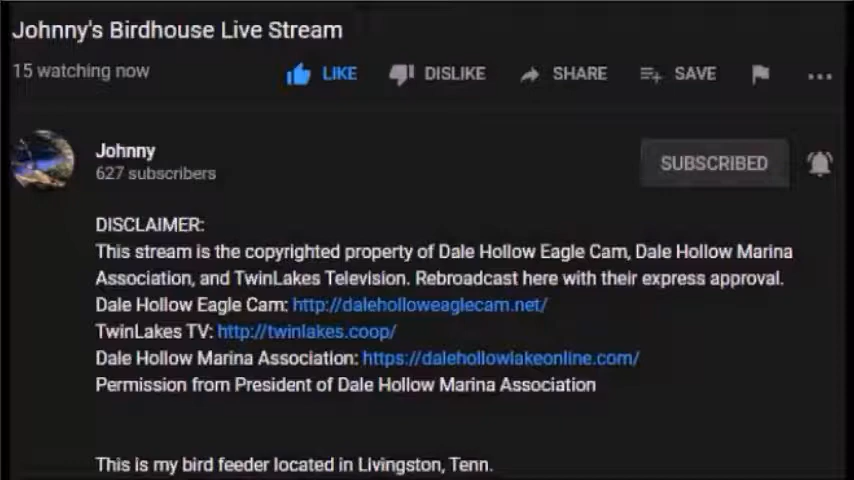 Johnny's Birdhouse Live Stream
15 watching now LIKE DISLIKE SHARE SAVE
Johnny
627 subscribers
SUBSCRIBED
DISCLAIMER:
This stream is the copyrighted property of Dale Hollow Eagle Cam, Dale Hollow Marina
Association, and TwinLakes Television. Rebroadcast here with their express approval.
Dale Hollow Eagle Cam: http://daleholloweaglecam.net/
TwinLakes TV: http://twinlakes.coop/
Dale Hollow Marina Association: https://dalehollowlakeonline.com/
Permission from President of Dale Hollow Marina Association
This is my bird feeder located in Livingston, Tenn.